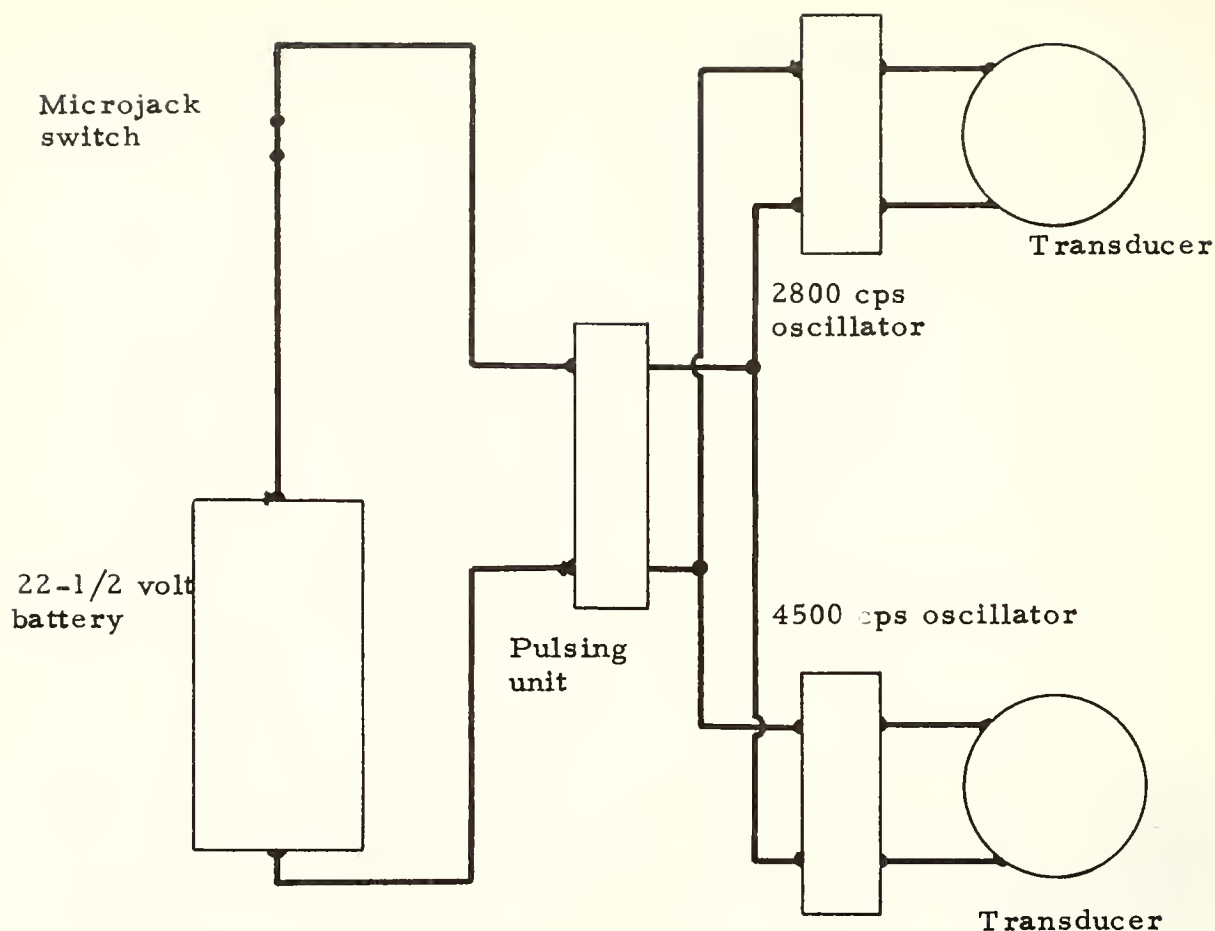 Microjack
switch
Transducer
2800 cps
oscillator
22-1/2 volt
battery
Pulsing
unit
4500 cps oscillator
Transducer